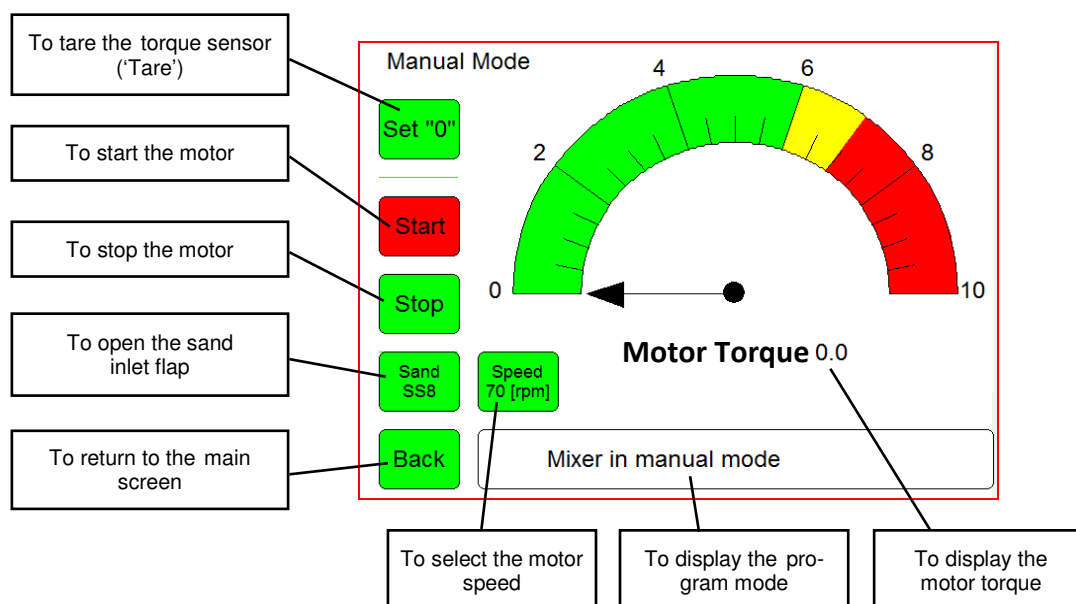 To tare the torque sensor
('Tare')
To start the motor
To stop the motor
To open the sand
inlet flap
To return to the main
screen
Manual Mode
Set "0"
Start
Stop
Sand
SS8
Speed
70 [rpm]
Back
0
2
4
6
8
10
Motor Torque 0.0
Mixer in manual mode
To select the motor
speed
To display the pro-
gram mode
To display the
motor torque